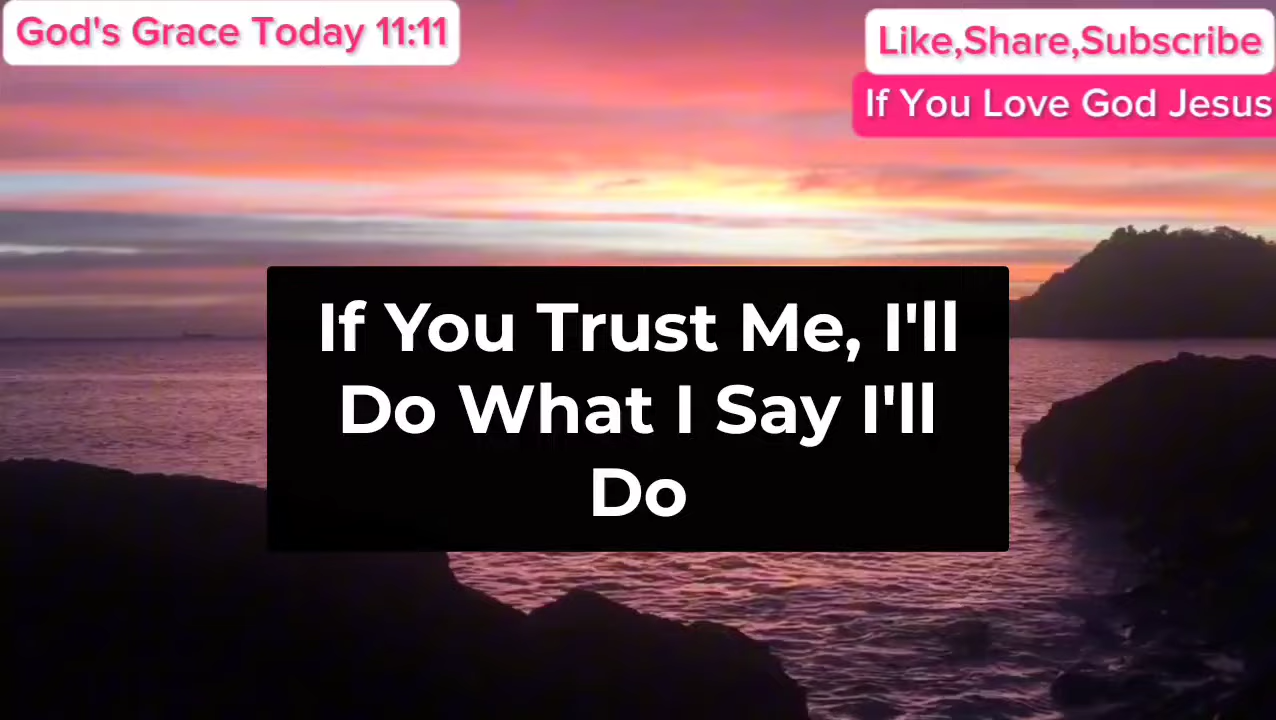 God's Grace Today 11:11
Like,Share,Subscribe
If You Love God Jesus
If You Trust Me, I'll
Do What I Say I'll
Do